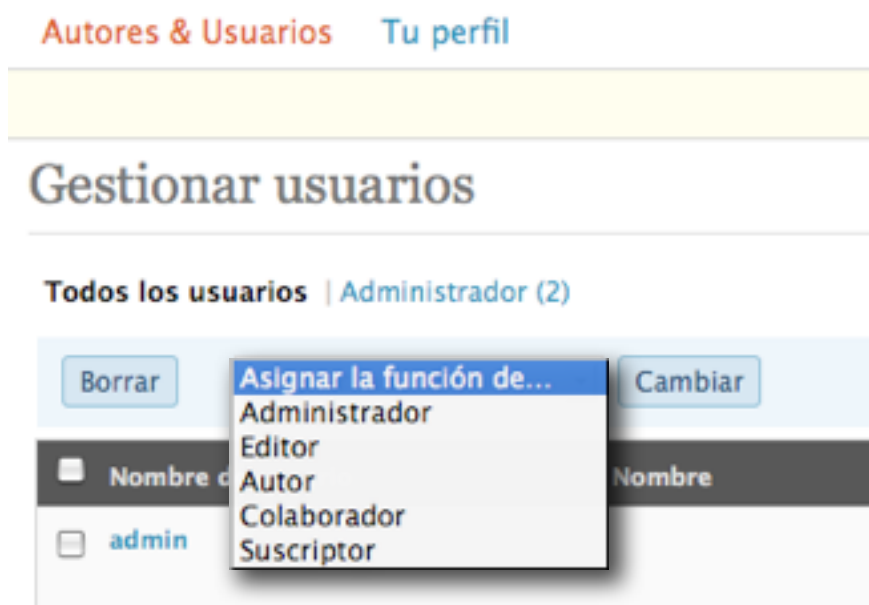 Autores & Usuarios Tu perfil
Gestionar usuarios
Todos los usuarios | Administrador (2)
Borrar Asignar la función de... Cambiar
Administrador
Editor
Nombre d Autor Nombre
Colaborador
admin
Suscriptor